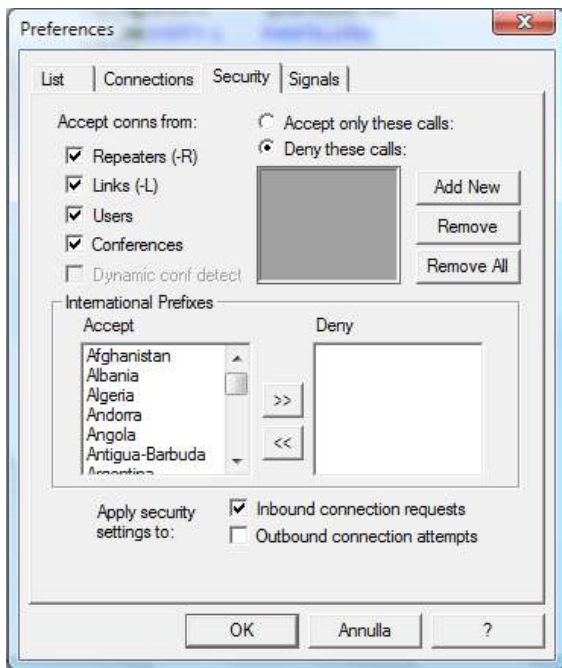 Preferences
List Connections Security Signals
Accept conns from:
Accept only these calls:
Deny these calls:
Repeaters (-R)
Links (-L)
Users
Conferences
Dynamic conf detect
Add New
Remove
Remove All
International Prefixes
Accept Deny
Afghanistan
Albania
Algeria
Andorra
Angola
Antigua-Barbuda
Argentina
>>
<<
Apply security
settings to:
Inbound connection requests
Outbound connection attempts
OK Annulla ?